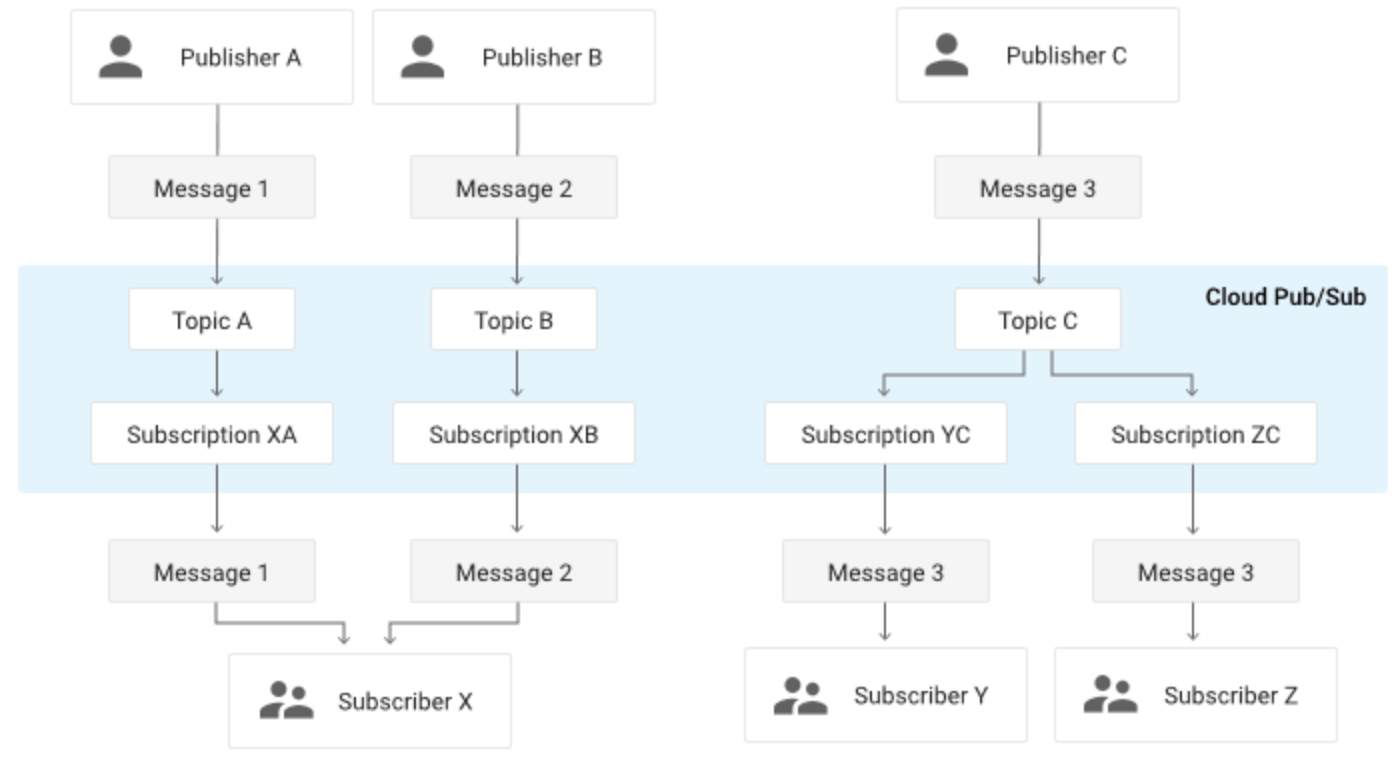 Publisher A
Publisher B
Publisher C
Message 1
Message 2
Message 3
Cloud Pub/Sub
Topic A
Topic B
Topic C
Subscription XA
Subscription XB
Subscription YC
Subscription ZC
Message 1
Message 2
Message 3
Message 3
Subscriber X
Subscriber Y
Subscriber Z